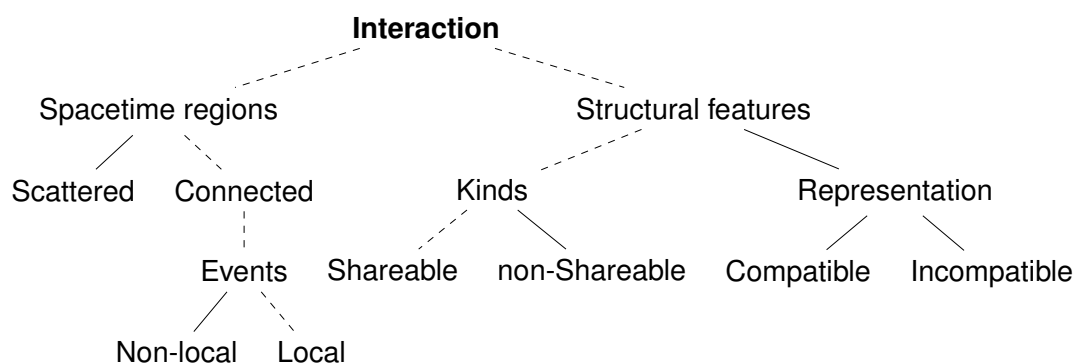 Interaction
Spacetime regions Structural features
Scattered Connected Kinds Representation
Events Shareable non-Shareable Compatible Incompatible
Non-local Local